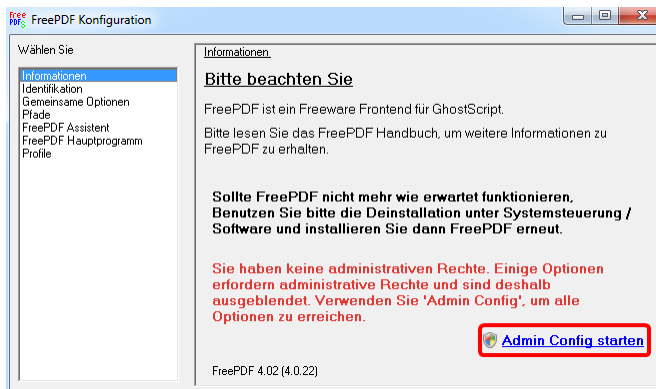 Free
PDF
FreePDF Konfiguration
Wählen Sie
Informationen
Identifikation
Gemeinsame Optionen
Pfade
FreePDF Assistent
FreePDF Hauptprogramm
Profile
Informationen
Bitte beachten Sie
FreePDF ist ein Freeware Frontend für GhostScript.
Bitte lesen Sie das FreePDF Handbuch, um weitere Informationen zu
FreePDF zu erhalten.
Sollte FreePDF nicht mehr wie erwartet funktionieren,
Benutzen Sie bitte die Deinstallation unter Systemsteuerung /
Software und installieren Sie dann FreePDF erneut.
Sie haben keine administrativen Rechte. Einige Optionen
erfordern administrative Rechte und sind deshalb
ausgeblendet. Verwenden Sie 'Admin Config', um alle
Optionen zu erreichen.
Admin Config starten
FreePDF 4.02 (4.0.22)